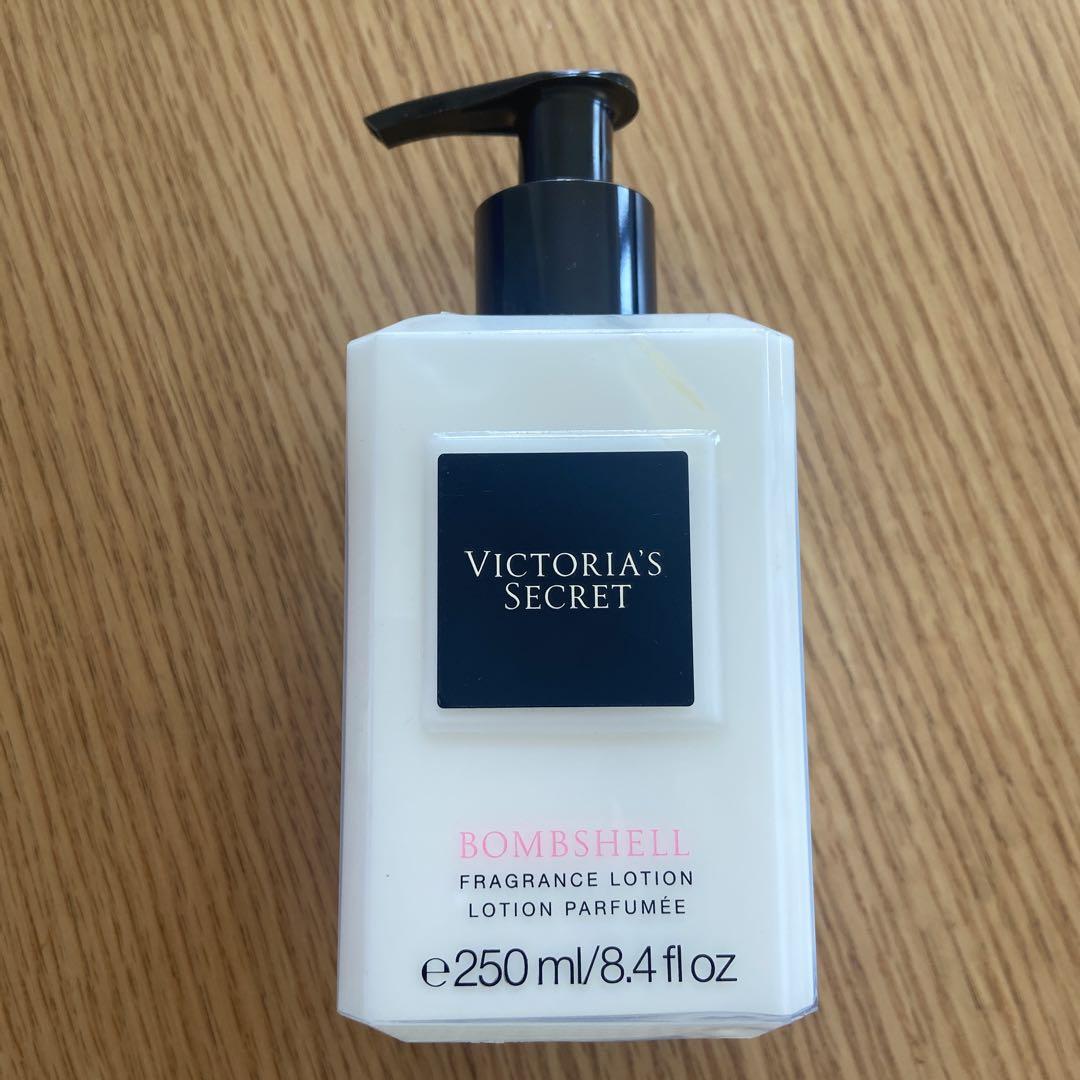 VICTORIA'S
SECRET
BOMBSHELL
FRAGRANCE LOTION
LOTION PARFUMÉE
℮250 ml/8.4 fl oz